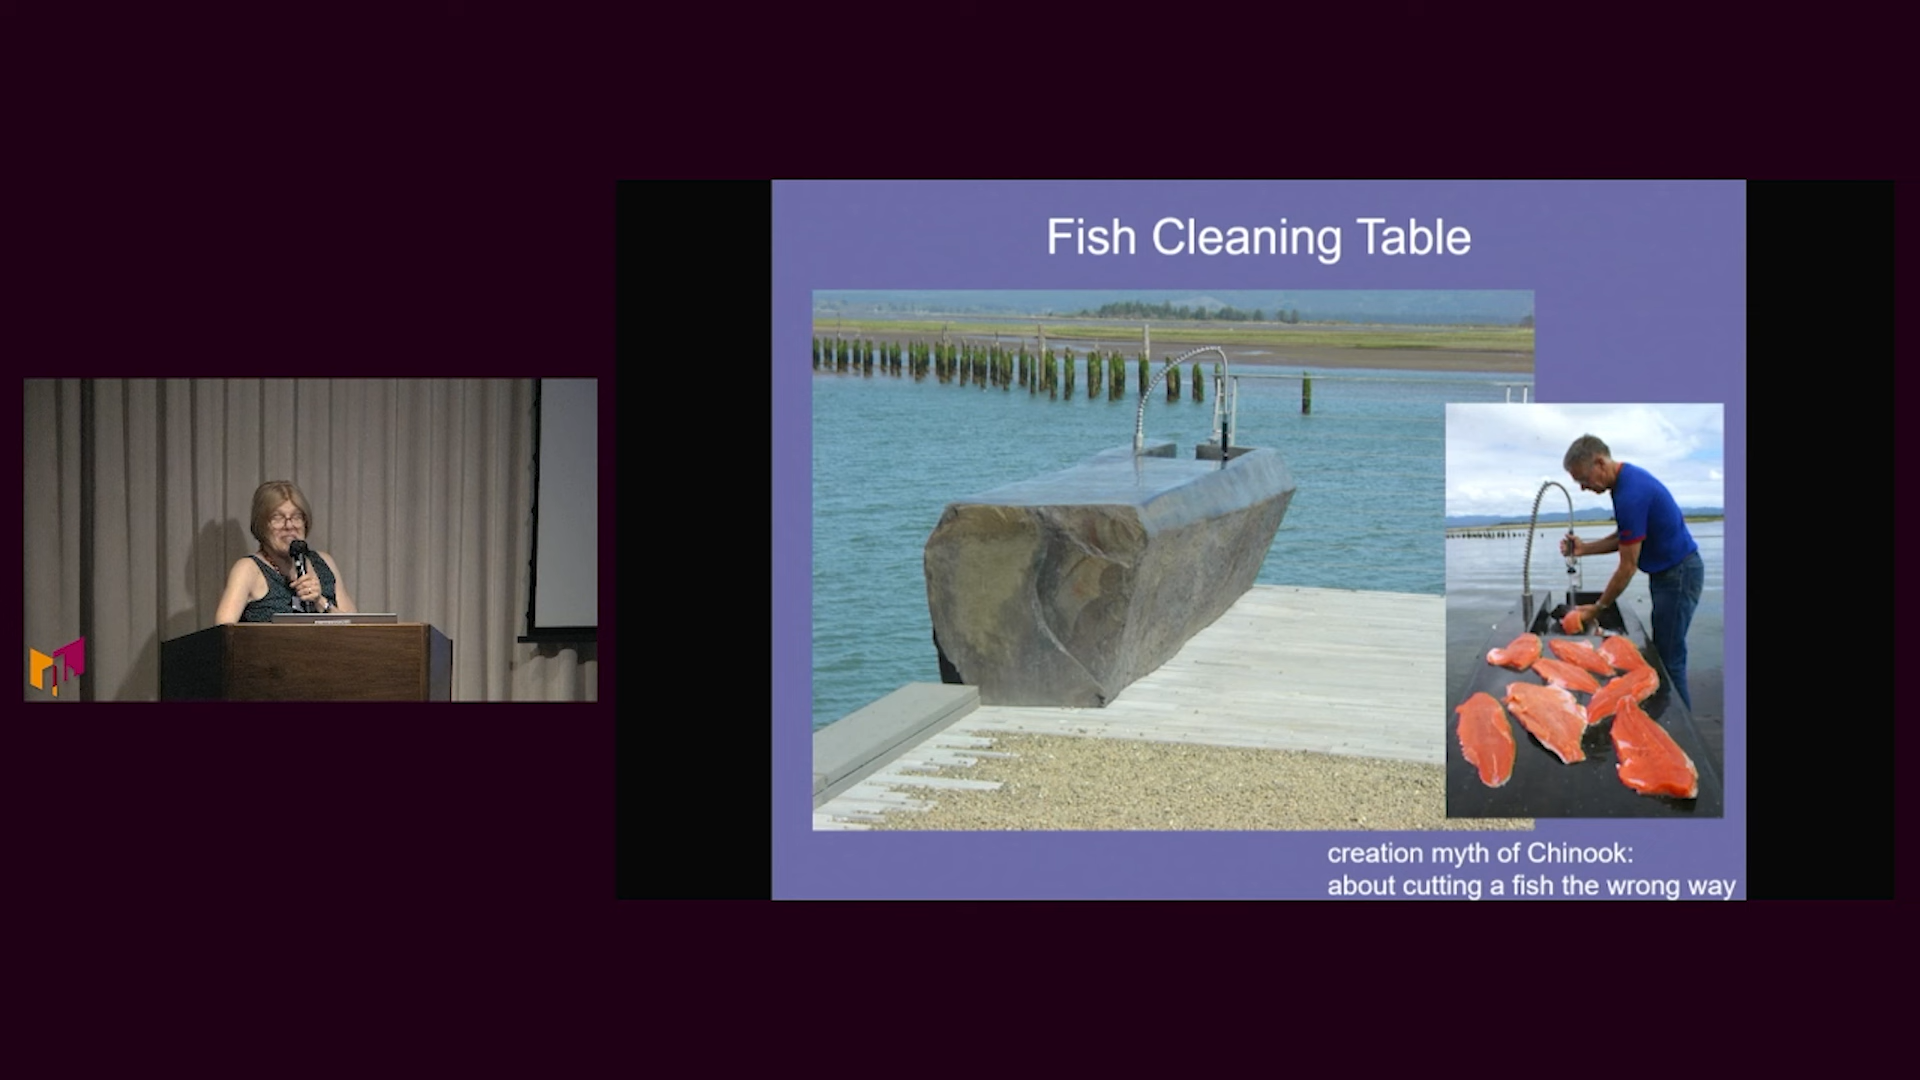 Fish Cleaning Table
creation myth of Chinook:
about cutting a fish the wrong way